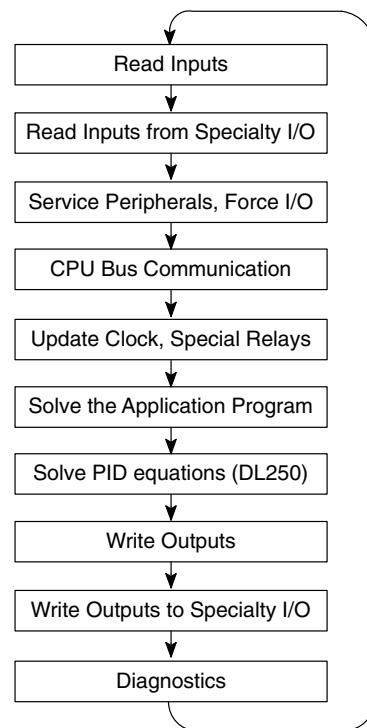 Read Inputs
Read Inputs from Specialty I/O
Service Peripherals, Force I/O
CPU Bus Communication
Update Clock, Special Relays
Solve the Application Program
Solve PID equations (DL250)
Write Outputs
Write Outputs to Specialty I/O
Diagnostics